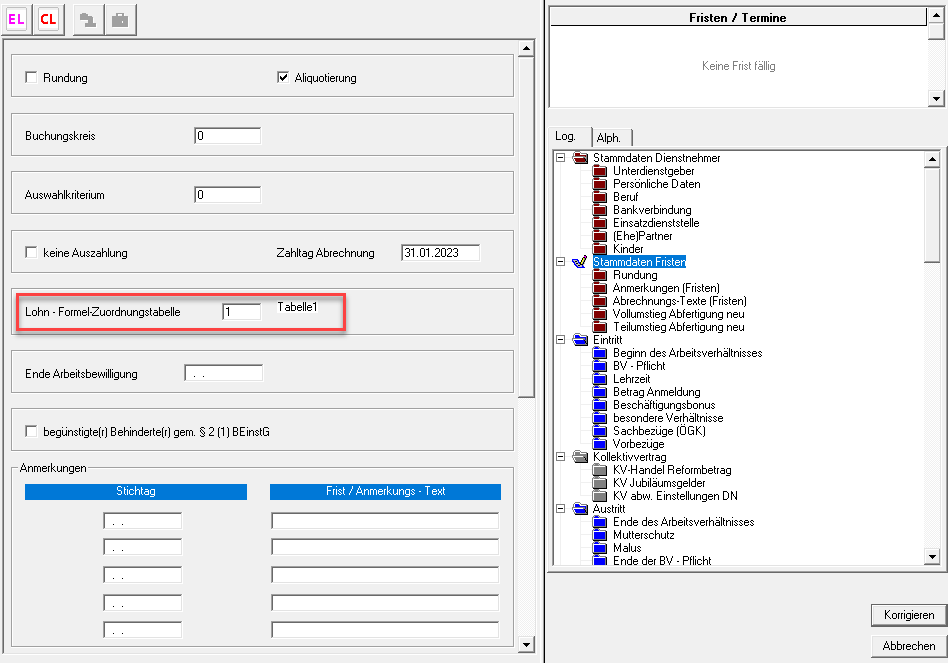 EL CL
Rundung Aliquotierung
Buchungskreis 0
Auswahlkriterium 0
keine Auszahlung Zahltag Abrechnung 31.01.2023
Lohn - Formel-Zuordnungstabelle 1 Tabelle1
Ende Arbeitsbewilligung . .
begünstigte(r) Behinderte(r) gem. § 2 (1) BEinstG
Anmerkungen
Stichtag Frist / Anmerkungs - Text
. .
. .
. .
. .
. .
Fristen / Termine
Keine Frist fällig
Log. Alph.
Stammdaten Dienstnehmer
Unterdienstgeber
Persönliche Daten
Beruf
Bankverbindung
Einsatzdienststelle
(Ehe)Partner
Kinder
Stammdaten Fristen
Rundung
Anmerkungen (Fristen)
Abrechnungs-Texte (Fristen)
Vollumstieg Abfertigung neu
Teilumstieg Abfertigung neu
Eintritt
Beginn des Arbeitsverhältnisses
BV - Pflicht
Lehrzeit
Betrag Anmeldung
Beschäftigungsbonus
besondere Verhältnisse
Sachbezüge (ÖGK)
Vorbezüge
Kollektivvertrag
KV-Handel Reformbetrag
KV Jubiläumsgelder
KV abw. Einstellungen DN
Austritt
Ende des Arbeitsverhältnisses
Mutterschutz
Malus
Ende der BV - Pflicht
Korrigieren
Abbrechen